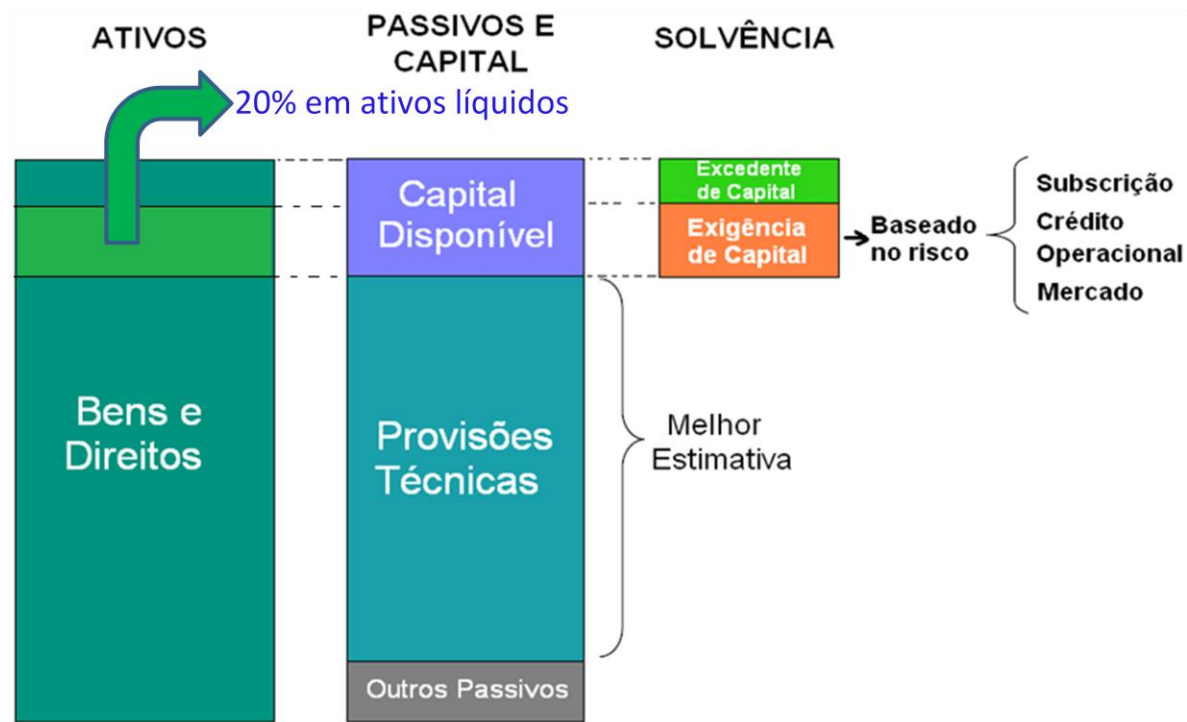 ATIVOS
PASSIVOS E
CAPITAL
SOLVÊNCIA
20% em ativos líquidos
Bens e
Direitos
Capital
Disponível
Provisões
Técnicas
Outros Passivos
Melhor
Estimativa
Excedente
de Capital
Exigência
de Capital
Baseado
no risco
Subscrição
Crédito
Operacional
Mercado